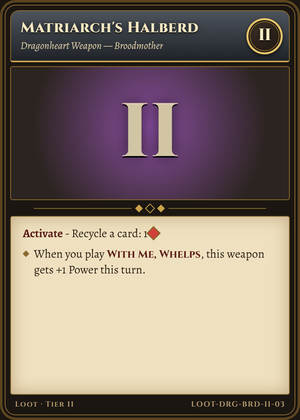 Matriarch's Halberd
II
Dragonheart Weapon — Broodmother
II
Activate - Recycle a card: 1
When you play With Me, Whelps, this weapon
gets +1 Power this turn.
Loot · Tier II
LOOT-DRG-BRD-II-03